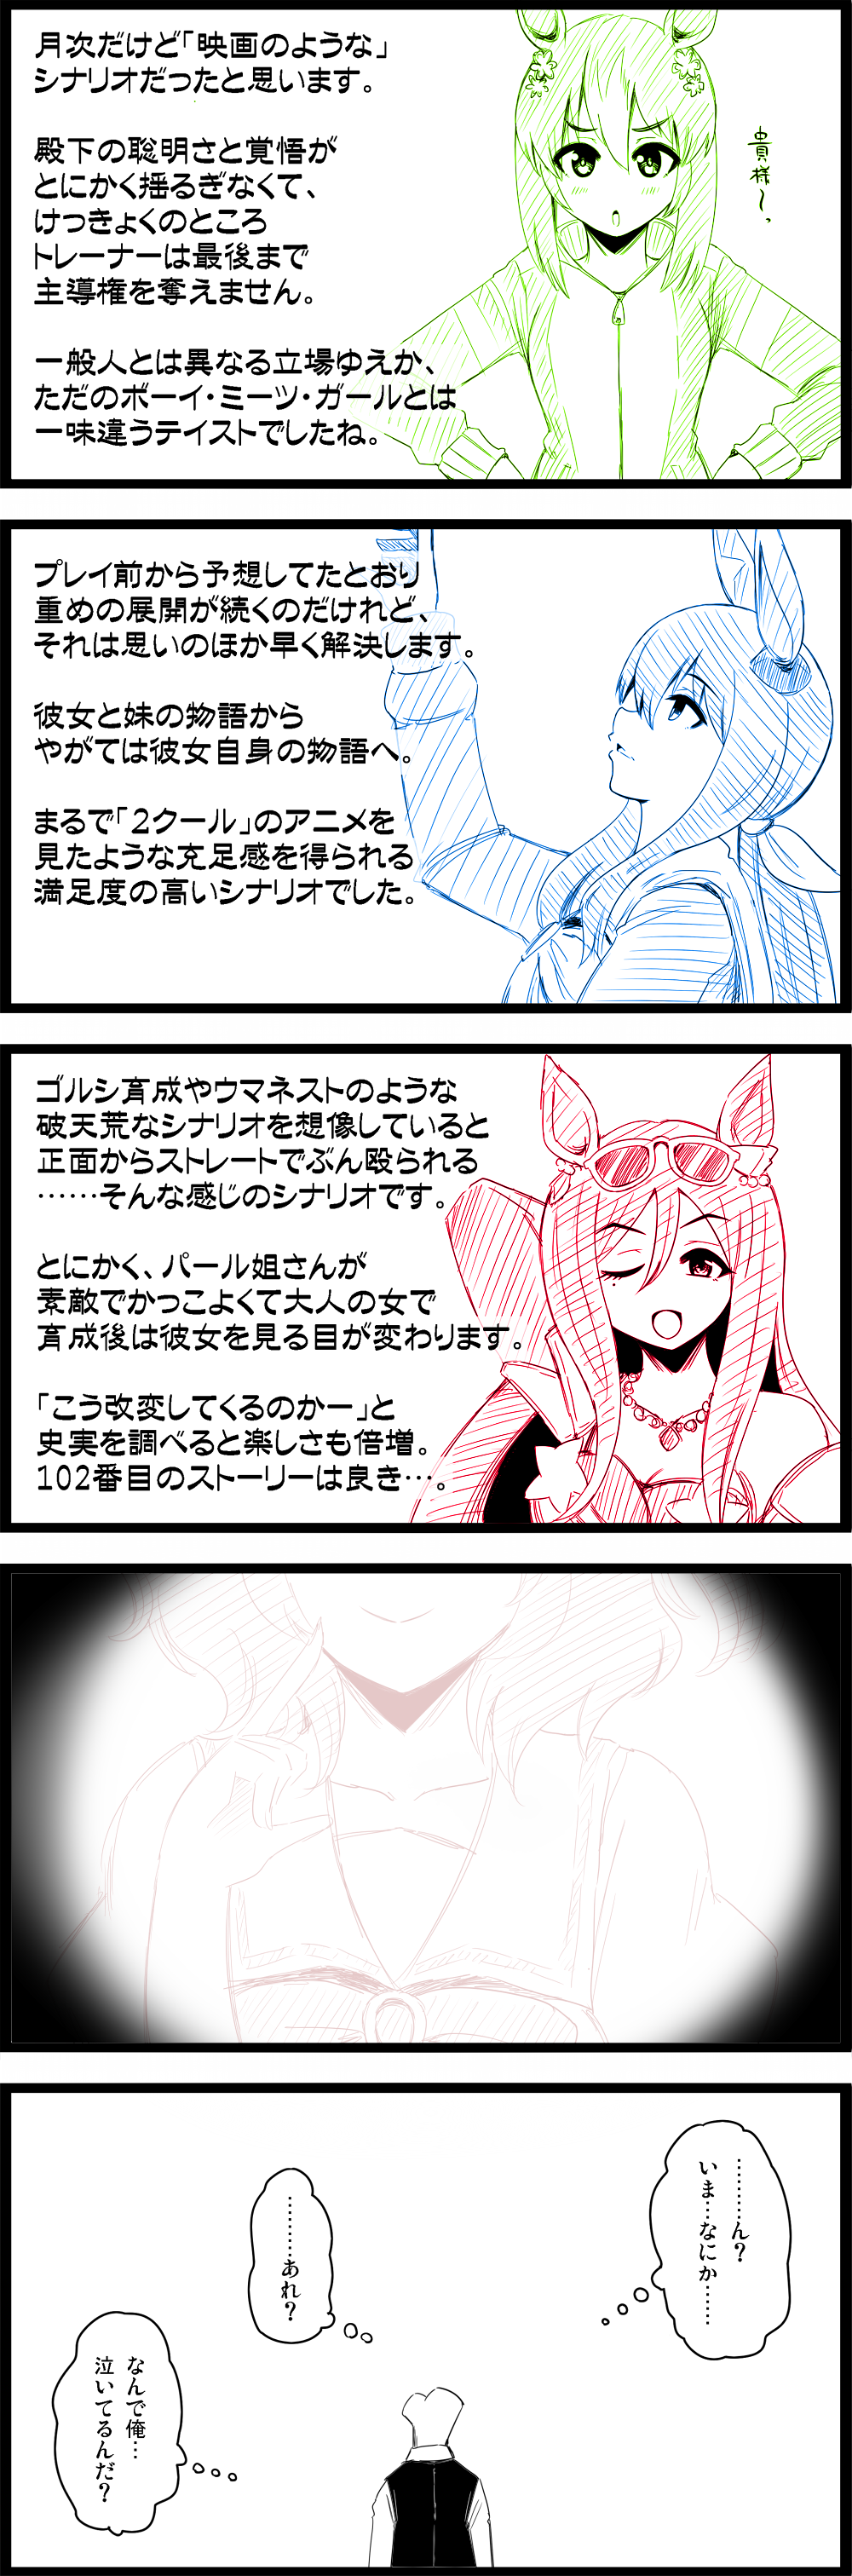 月次だけど「映画のような」
シナリオだったと思います。
殿下の聡明さと覚悟が
とにかく揺るぎなくて、
けっきょくのところ
トレーナーは最後まで
主導権を奪えません。
一般人とは異なる立場ゆえか、
ただのボーイ・ミーツ・ガールとは
一味違うテイストでしたね。
貴様〜っ
プレイ前から予想してたとおり
重めの展開が続くのだけれど、
それは思いのほか早く解決します。
彼女と妹の物語から
やがては彼女自身の物語へ。
まるで「2クール」のアニメを
見たような充足感を得られる
満足度の高いシナリオでした。
ゴルシ育成やウマネストのような
破天荒なシナリオを想像していると
正面からストレートでぶん殴られる
……そんな感じのシナリオです。
とにかく、パール姐さんが
素敵でかっこよくて大人の女で
育成後は彼女を見る目が変わります。
「こう改変してくるのかー」と
史実を調べると楽しさも倍増。
102番目のストーリーは良き…。
…………ん?
いま…なにか……
………あれ?
なんで俺…
泣いてるんだ?